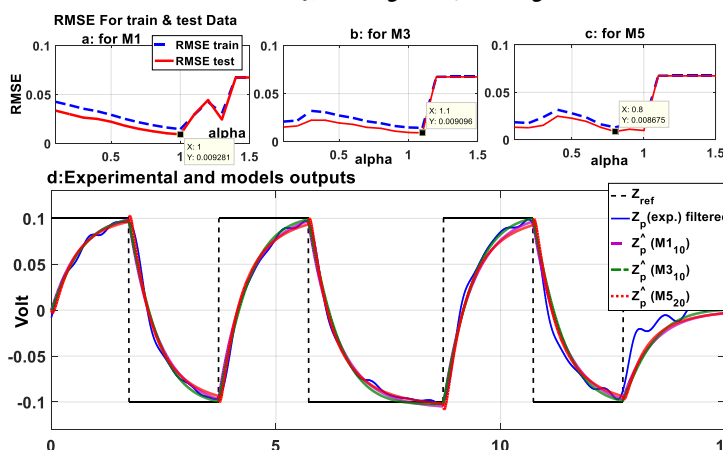 RMSE For train & test Data
a: for M1
b: for M3
c: for M5
RMSE train
RMSE test
RMSE
0.1
0.05
0
0.5
1.5
alpha
X: 1
Y: 0.009281
0.1
0.05
0
0.5
1
1.5
alpha
X: 1.1
Y: 0.009096
0.1
0.05
0
0.5
1
1.5
alpha
X: 0.8
Y: 0.008675
d:Experimental and models outputs
Volt
0.1
0.05
0
-0.05
-0.1
0
5
10
Z_ref
Z_p(exp.) filtered
Z_p^ (M1_10)
Z_p^ (M3_10)
Z_p^ (M5_20)